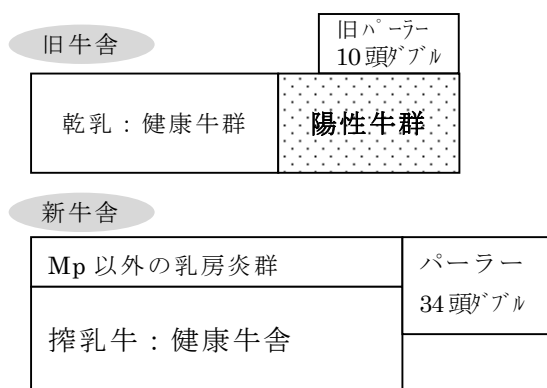 旧牛舎
旧ﾊﾟｰﾗｰ
10頭ﾀﾞﾌﾞﾙ
乾乳：健康牛群
陽性牛群
新牛舎
Mp 以外の乳房炎群
パーラー
34頭ﾀﾞﾌﾞﾙ
搾乳牛：健康牛舎